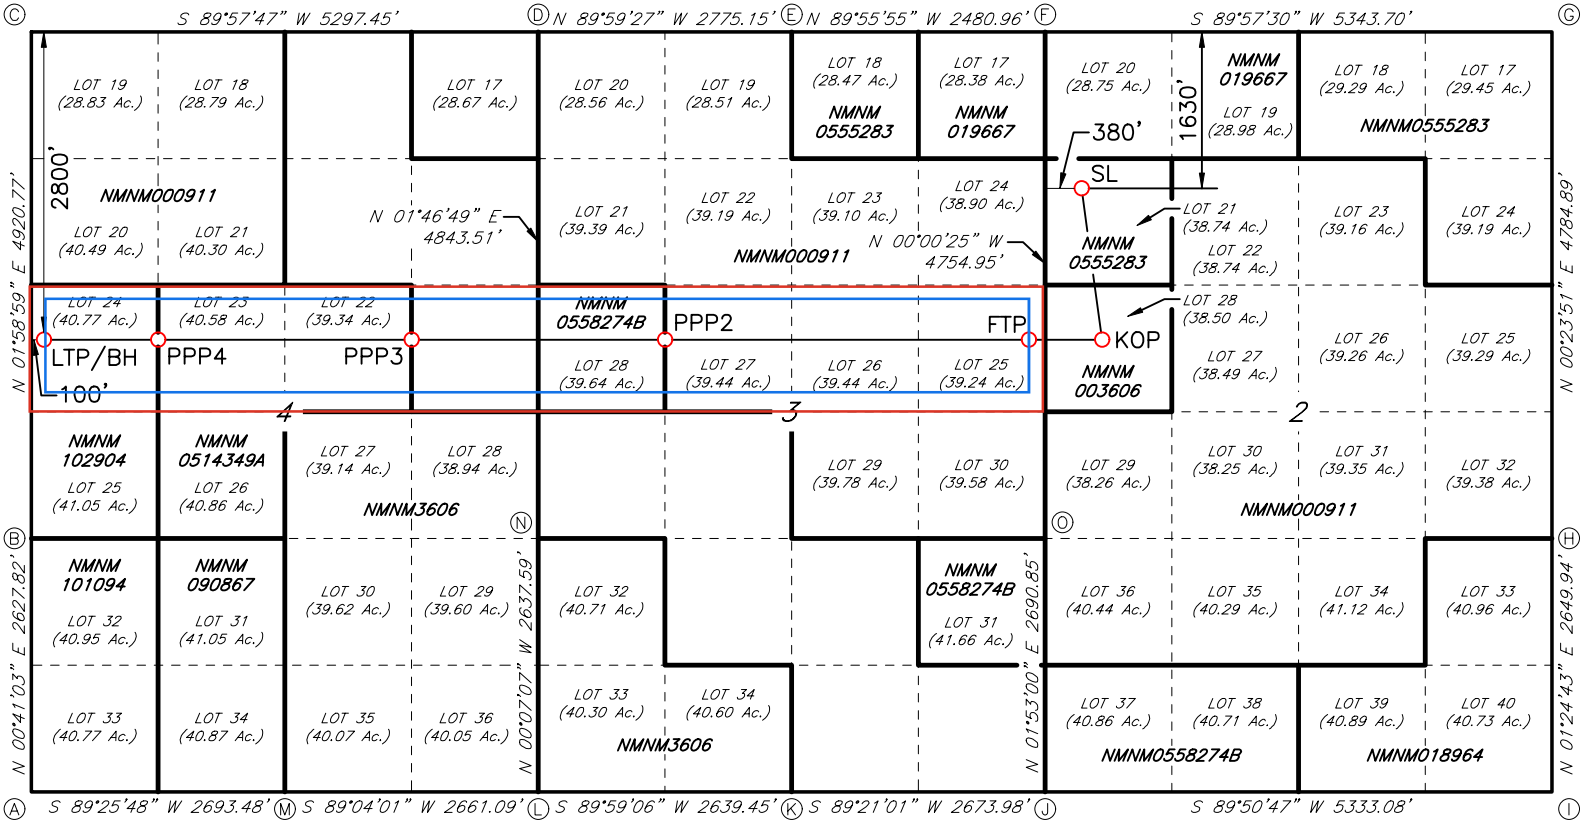 C
S 89°57'47" W 5297.45'
D
N 89°59'27" W 2775.15'
E
N 89°55'55" W 2480.96'
F
S 89°57'30" W 5343.70'
G
LOT 19
(28.83 Ac.)
LOT 18
(28.79 Ac.)
LOT 17
(28.67 Ac.)
LOT 20
(28.56 Ac.)
LOT 19
(28.51 Ac.)
LOT 18
(28.47 Ac.)
NMNM
0555283
LOT 17
(28.38 Ac.)
NMNM
019667
LOT 20
(28.75 Ac.)
1630'
NMNM
019667
LOT 19
(28.98 Ac.)
LOT 18
(29.29 Ac.)
LOT 17
(29.45 Ac.)
NMNM0555283
380'
SL
2800'
NMNM000911
LOT 20
(40.49 Ac.)
LOT 21
(40.30 Ac.)
N 01°46'49" E
4843.51'
LOT 21
(39.39 Ac.)
LOT 22
(39.19 Ac.)
LOT 23
(39.10 Ac.)
LOT 24
(38.90 Ac.)
NMNM000911
N 00°00'25" W
4754.95'
NMNM
0555283
LOT 21
(38.74 Ac.)
LOT 22
(38.74 Ac.)
LOT 23
(39.16 Ac.)
LOT 24
(39.19 Ac.)
N 01°58'59" E 4920.77'
N 00°23'51" E 4784.89'
LOT 24
(40.77 Ac.)
LOT 23
(40.58 Ac.)
LOT 22
(39.34 Ac.)
NMNM
0558274B
PPP2
FTP
KOP
LOT 28
(38.50 Ac.)
LTP/BH
PPP4
PPP3
100'
LOT 28
(39.64 Ac.)
LOT 27
(39.44 Ac.)
LOT 26
(39.44 Ac.)
LOT 25
(39.24 Ac.)
NMNM
003606
LOT 27
(38.49 Ac.)
LOT 26
(39.26 Ac.)
LOT 25
(39.29 Ac.)
4
3
2
NMNM
102904
LOT 25
(41.05 Ac.)
NMNM
0514349A
LOT 26
(40.86 Ac.)
LOT 27
(39.14 Ac.)
LOT 28
(38.94 Ac.)
NMNM3606
LOT 29
(39.78 Ac.)
LOT 30
(39.58 Ac.)
LOT 29
(38.26 Ac.)
LOT 30
(38.25 Ac.)
LOT 31
(39.35 Ac.)
LOT 32
(39.38 Ac.)
NMNM000911
B
N
O
H
NMNM
101094
LOT 32
(40.95 Ac.)
NMNM
090867
LOT 31
(41.05 Ac.)
LOT 30
(39.62 Ac.)
LOT 29
(39.60 Ac.)
LOT 32
(40.71 Ac.)
NMNM
0558274B
LOT 31
(41.66 Ac.)
LOT 36
(40.44 Ac.)
LOT 35
(40.29 Ac.)
LOT 34
(41.12 Ac.)
LOT 33
(40.96 Ac.)
N 00°41'03" E 2627.82'
N 00°07'07" W 2637.59'
N 01°53'00" E 2690.85'
N 01°24'43" E 2649.94'
LOT 33
(40.77 Ac.)
LOT 34
(40.87 Ac.)
LOT 35
(40.07 Ac.)
LOT 36
(40.05 Ac.)
LOT 33
(40.30 Ac.)
LOT 34
(40.60 Ac.)
NMNM3606
LOT 37
(40.86 Ac.)
LOT 38
(40.71 Ac.)
NMNM0558274B
LOT 39
(40.89 Ac.)
LOT 40
(40.73 Ac.)
NMNM018964
A
S 89°25'48" W 2693.48'
M
S 89°04'01" W 2661.09'
L
S 89°59'06" W 2639.45'
K
S 89°21'01" W 2673.98'
J
S 89°50'47" W 5333.08'
I